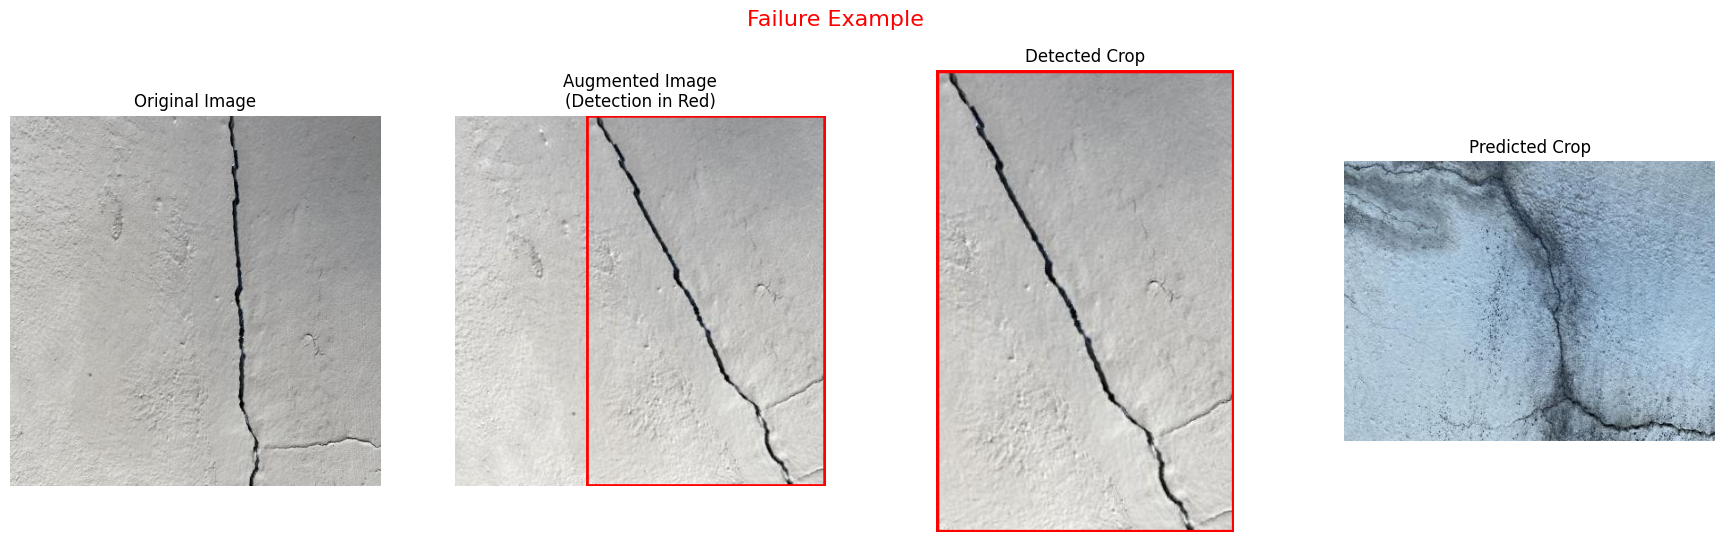 Failure Example
Original Image
Augmented Image
(Detection in Red)
Detected Crop
Predicted Crop